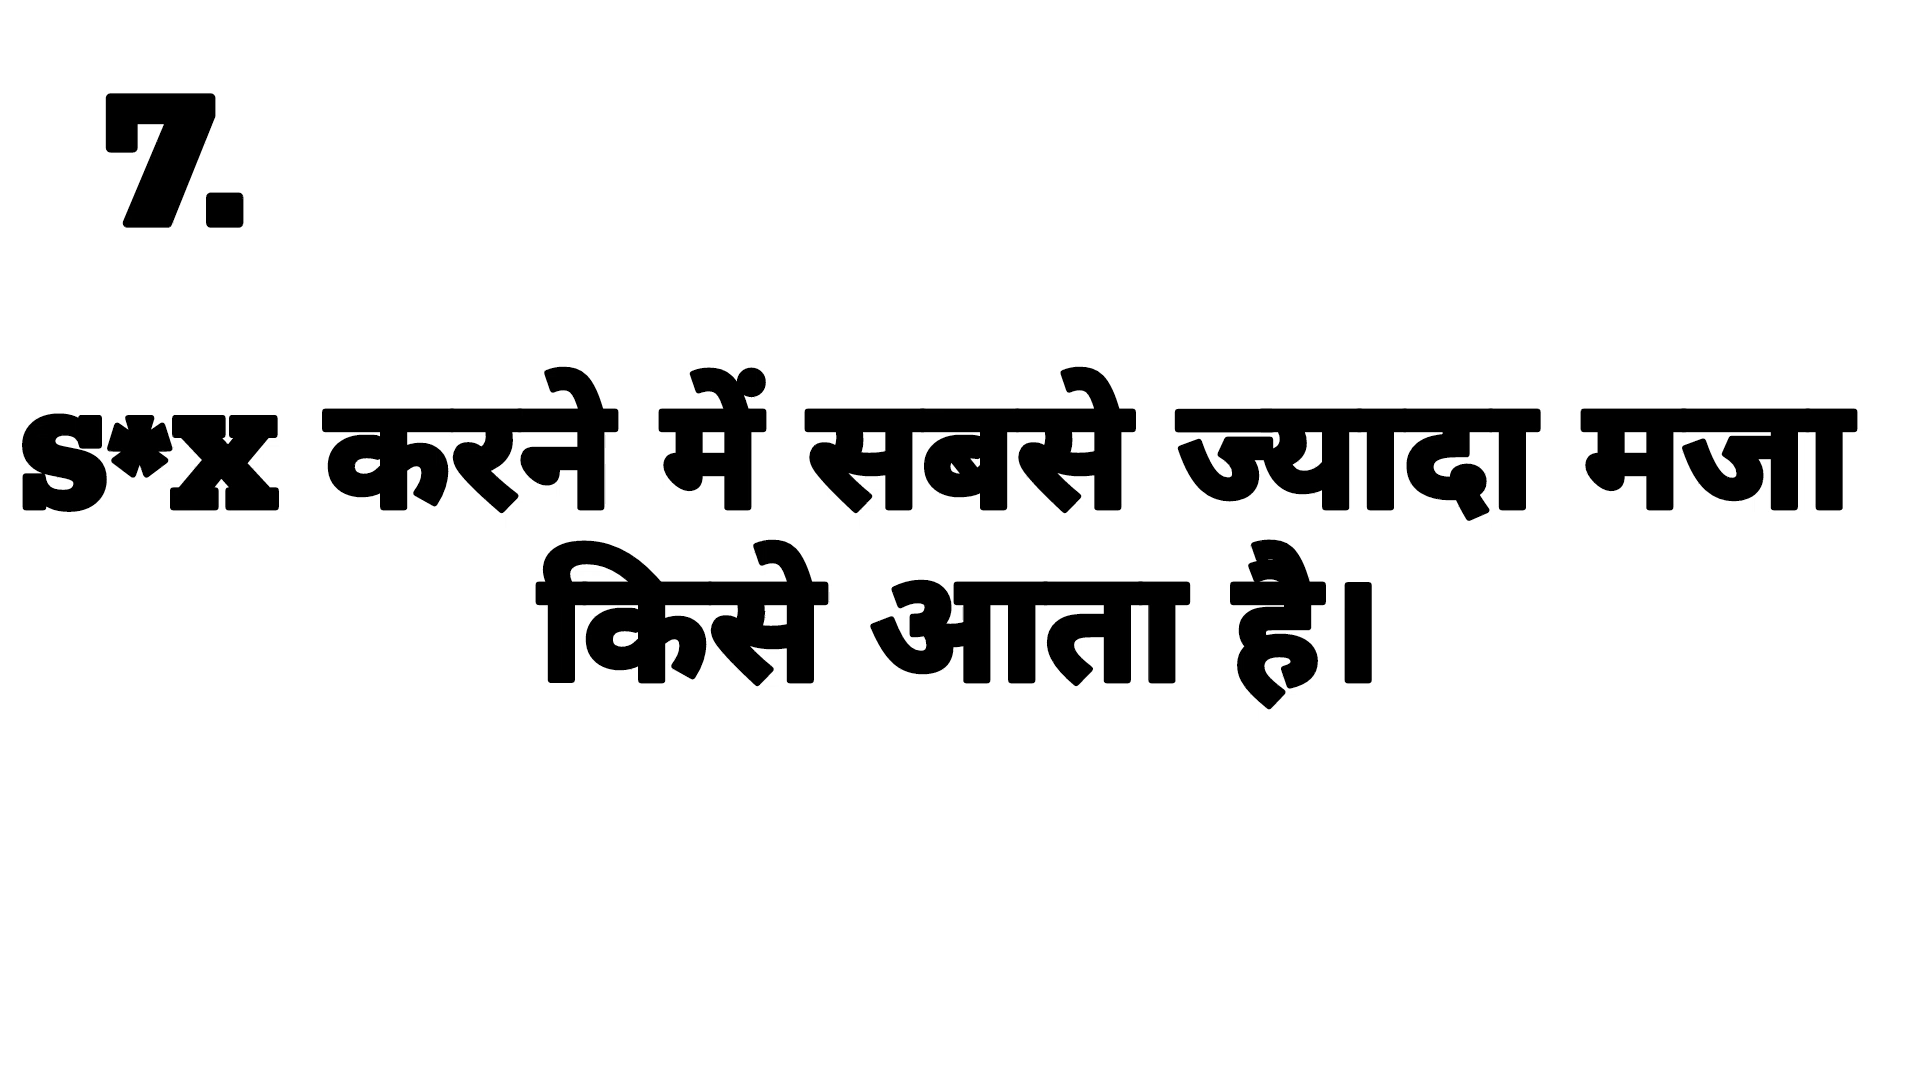 7.
S*X करने में सबसे ज्यादा मजा
किसे आता है।